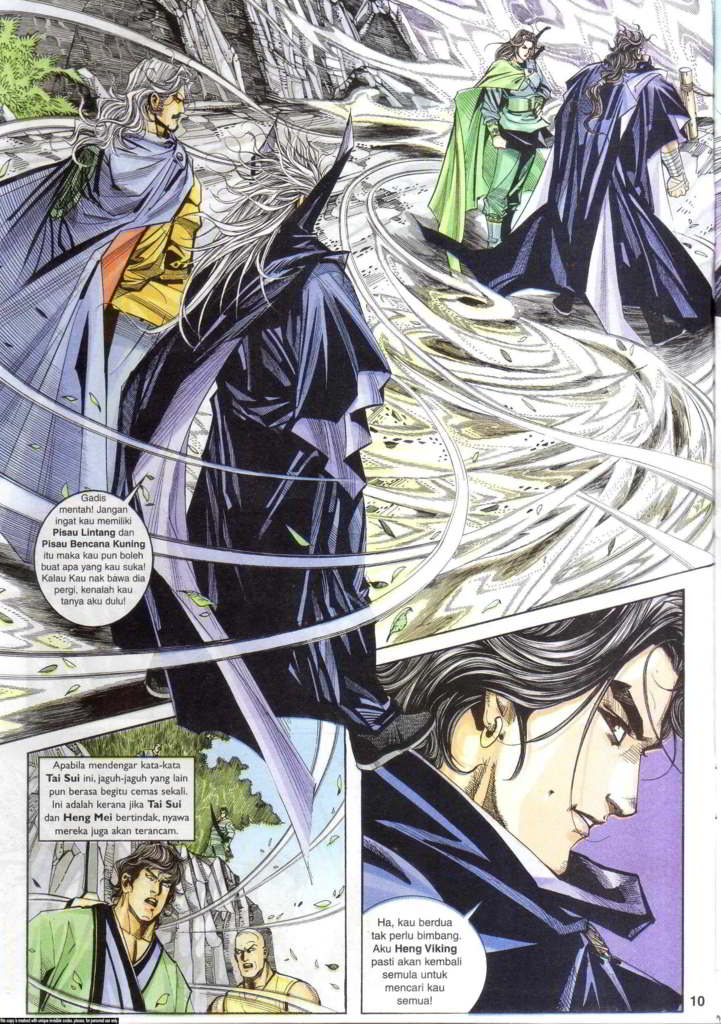 Gadis
mentah! Jangan
ingat kau memiliki
Pisau Lintang dan
Pisau Bencana Kuning
itu maka kau pun boleh
buat apa yang kau suka!
Kalau Kau nak bawa dia
pergi, kenalah kau
tanya aku dulu!
Apabila mendengar kata-kata
Tai Sui ini, jaguh-jaguh yang lain
pun berasa begitu cemas sekali.
Ini adalah kerana jika Tai Sui
dan Heng Mei bertindak, nyawa
mereka juga akan terancam.
Ha, kau berdua
tak perlu bimbang.
Aku Heng Viking
pasti akan kembali
semula untuk
mencari kau
semua!
10